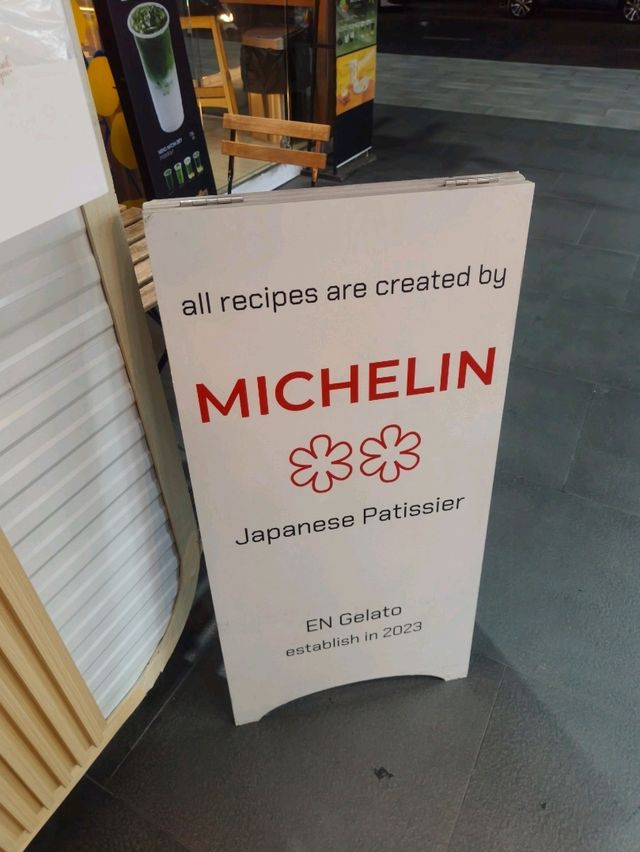 all recipes are created by
MICHELIN
Japanese Patissier
EN Gelato
establish in 2023